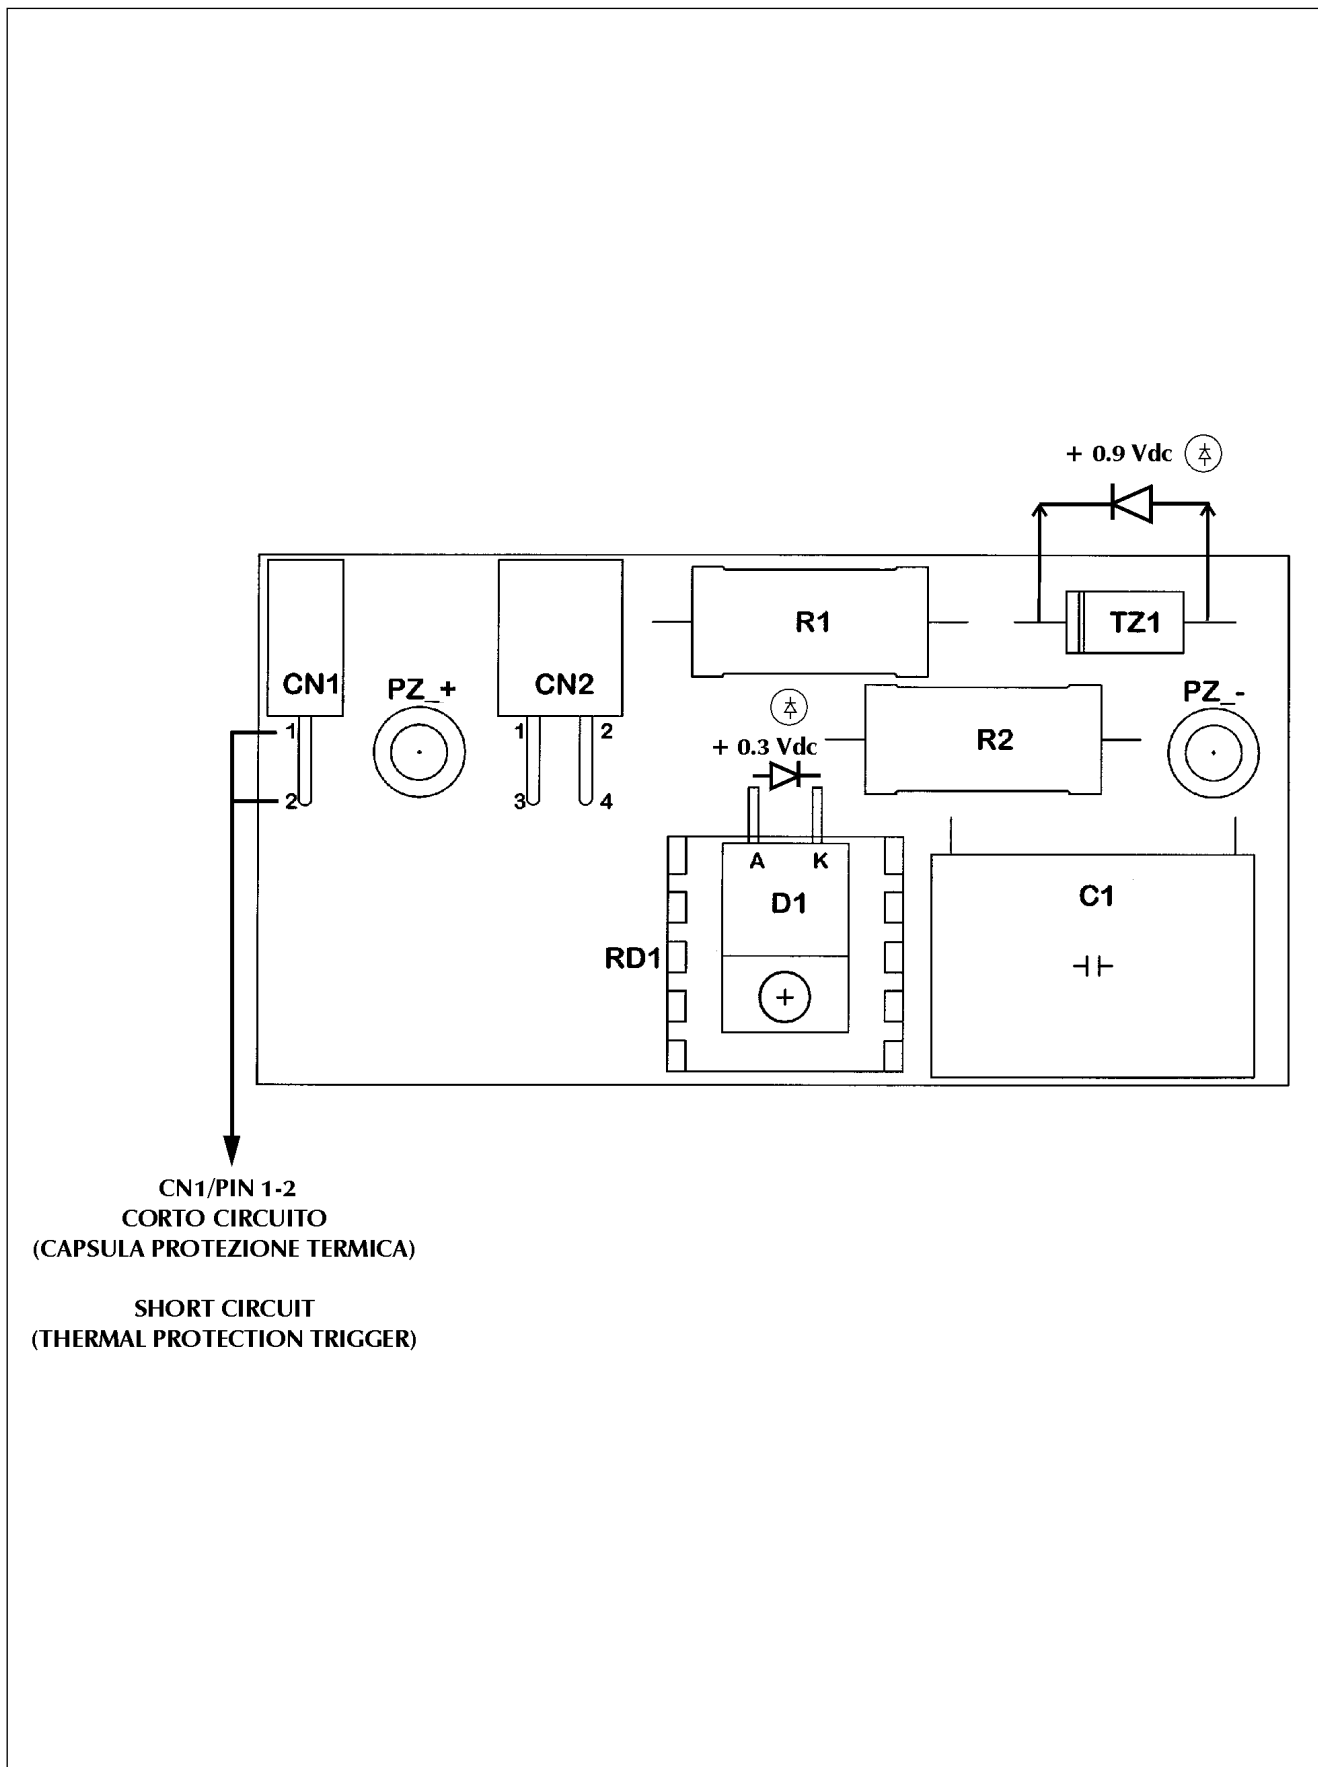 + 0.9 Vdc
R1
TZ1
CN1
PZ_+
CN2
PZ_-
1
1
2
R2
+ 0.3 Vdc
2
3
4
A
K
D1
C1
RD1
CN1/PIN 1-2
CORTO CIRCUITO
(CAPSULA PROTEZIONE TERMICA)
SHORT CIRCUIT
(THERMAL PROTECTION TRIGGER)